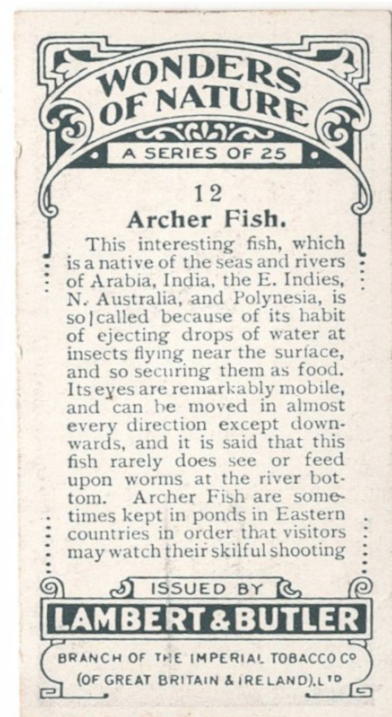 WONDERS
OF NATURE
A SERIES OF 25
12
Archer Fish.
This interesting fish, which
is a native of the seas and rivers
of Arabia, India, the E. Indies,
N. Australia, and Polynesia, is
so called because of its habit
of ejecting drops of water at
insects flying near the surface,
and so securing them as food.
Its eyes are remarkably mobile,
and can be moved in almost
every direction except down-
wards, and it is said that this
fish rarely does see or feed
upon worms at the river bot-
tom. Archer Fish are some-
times kept in ponds in Eastern
countries in order that visitors
may watch their skilful shooting
ISSUED BY
LAMBERT & BUTLER
BRANCH OF THE IMPERIAL TOBACCO Co
(OF GREAT BRITAIN & IRELAND), LTD